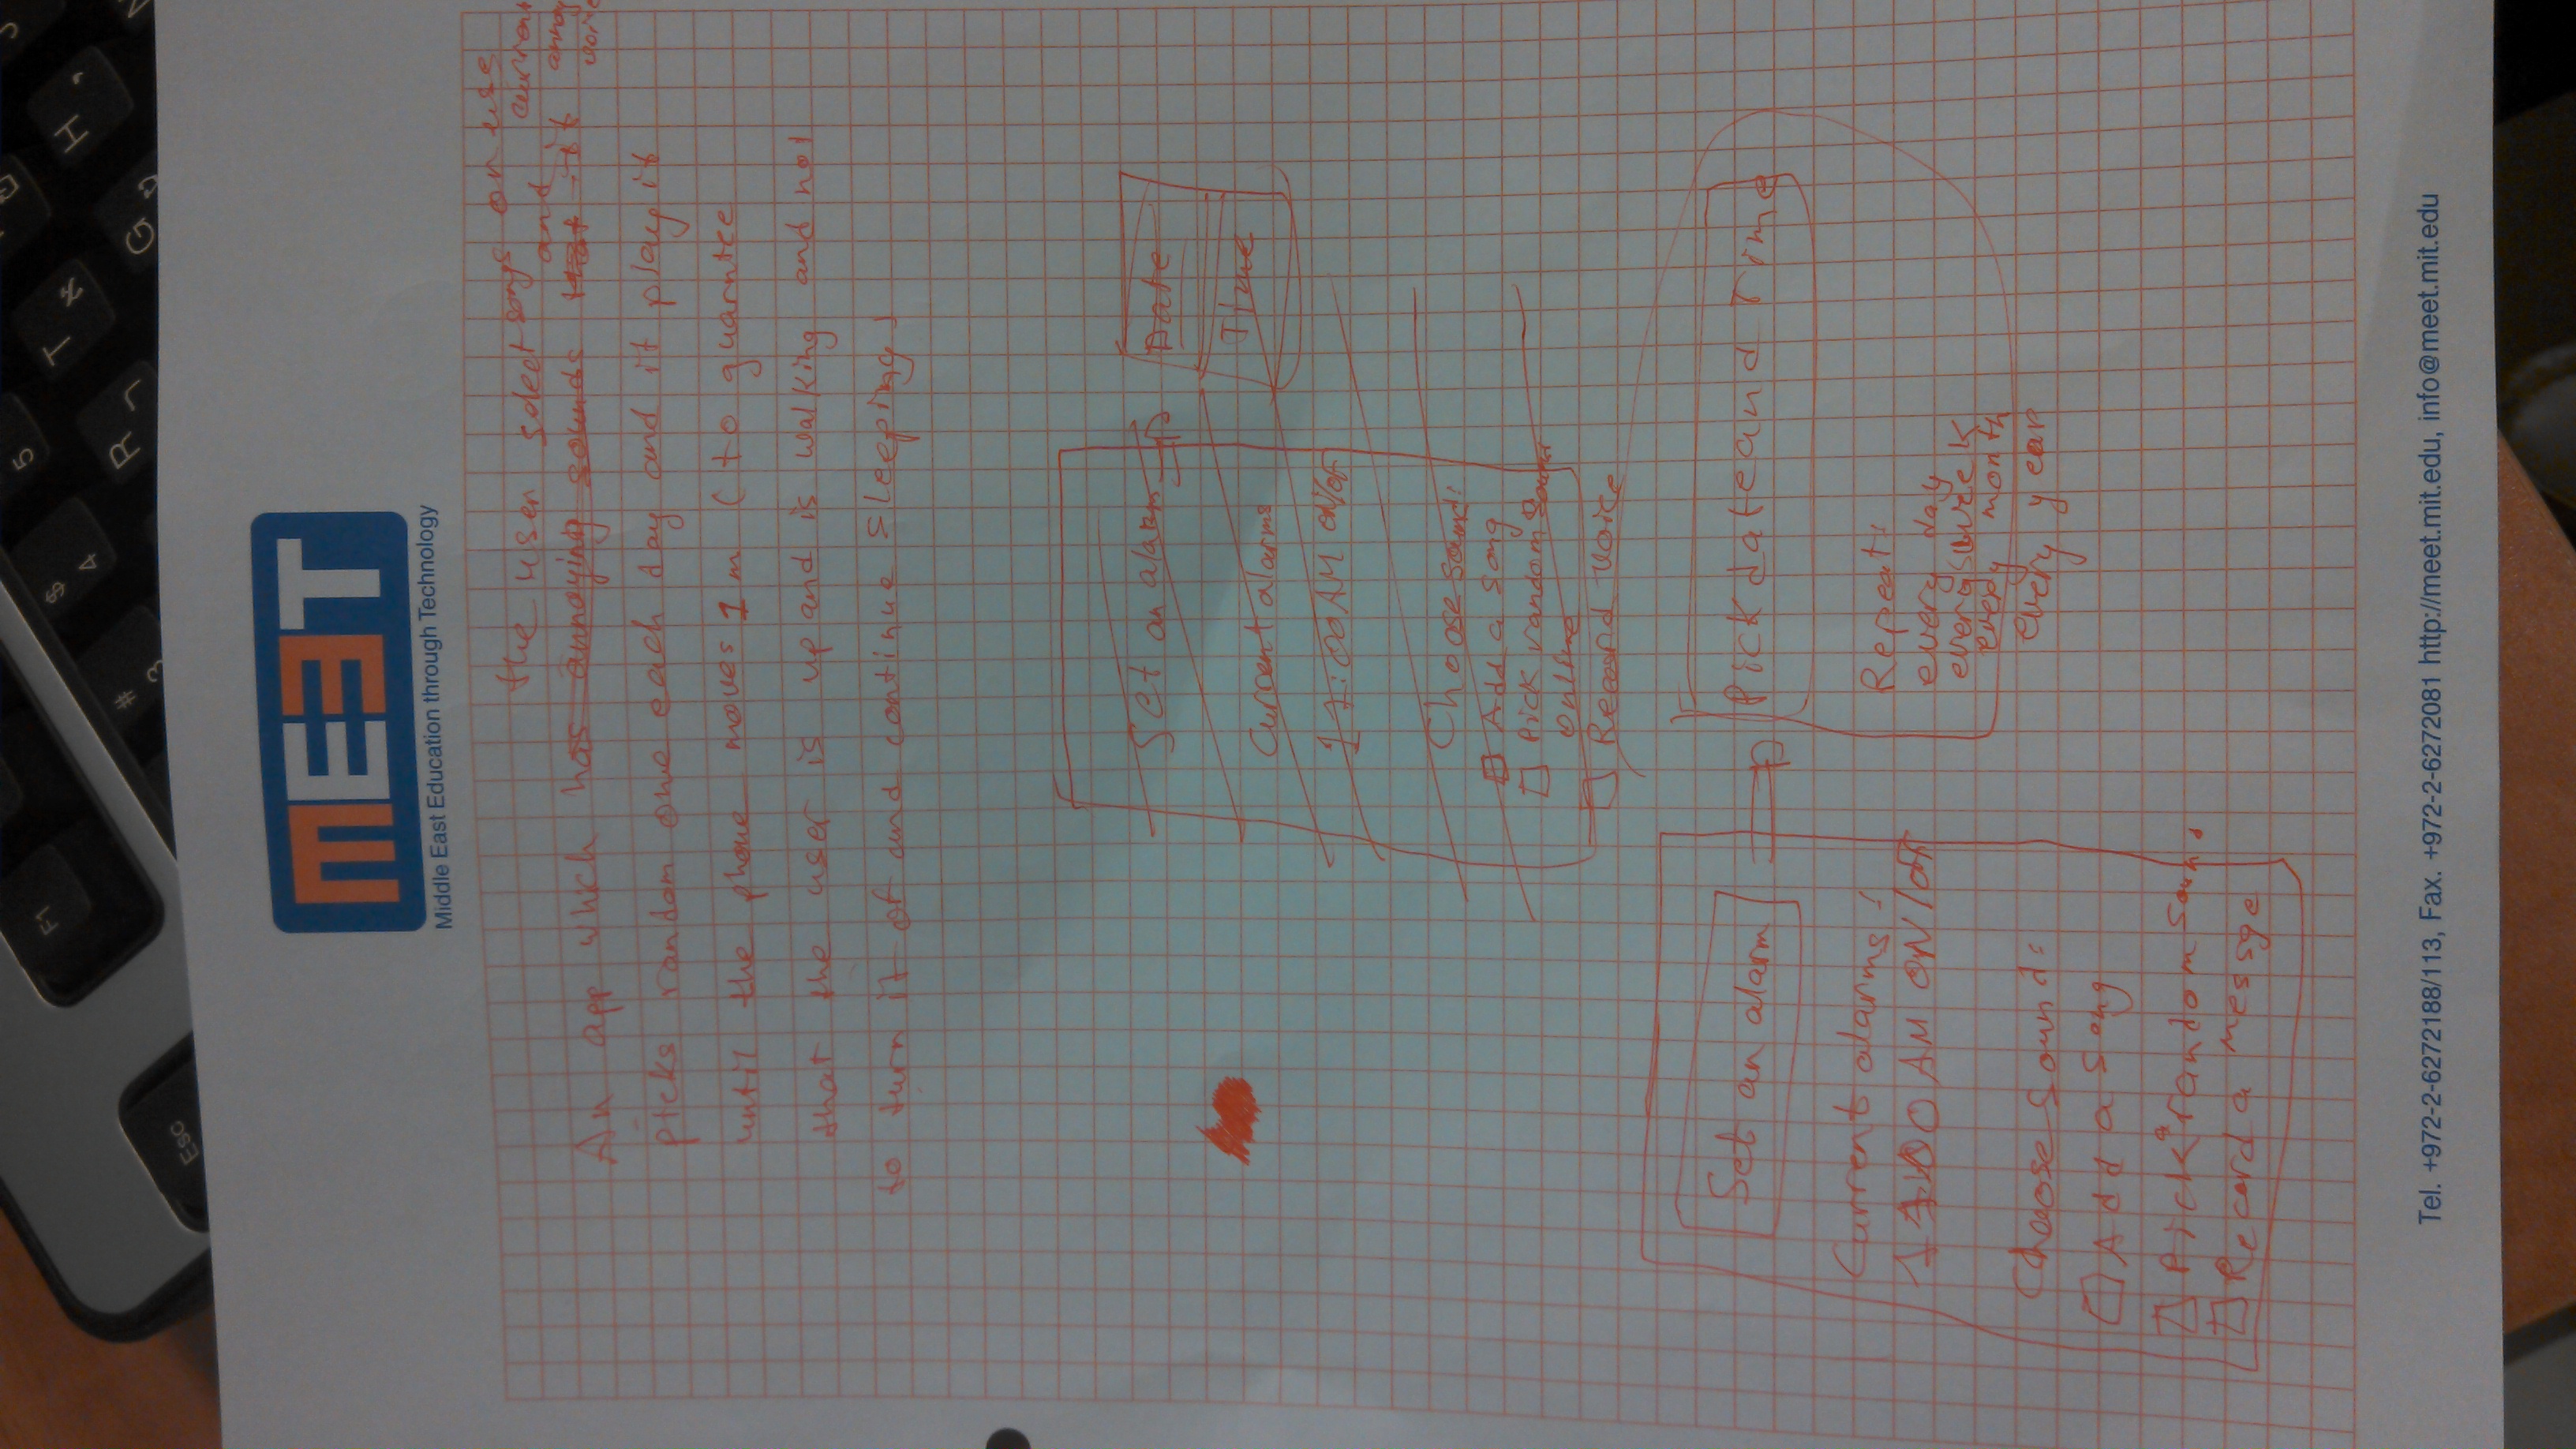 F1
Esc
# 3
$ 4
5
R ר
T א
G ע
H י
MEET
Middle East Education through Technology
the user select songs or use
current
and
annoy
An app which has annoying sounds that it
picks random one each day and it play it
until the phone moves 1 m ( to guarntee
that the user is up and is walking and not
to turn it of and continue sleeping)
Set an alarm
Date
Time
Current alarms
11:00 AM ON/OF
Choose sound:
Add a song
Pick random sound
online
Record voice
Set an alarm
Pick date and Time
Current alarms:
11:00 AM ON/OFF
Repeat:
every day
every week
every month
every year
Choose sound:
Add a song
Pick a random soun.
Record a messge
Tel. +972-2-6272188/113, Fax. +972-2-6272081 http://meet.mit.edu, info@meet.mit.edu